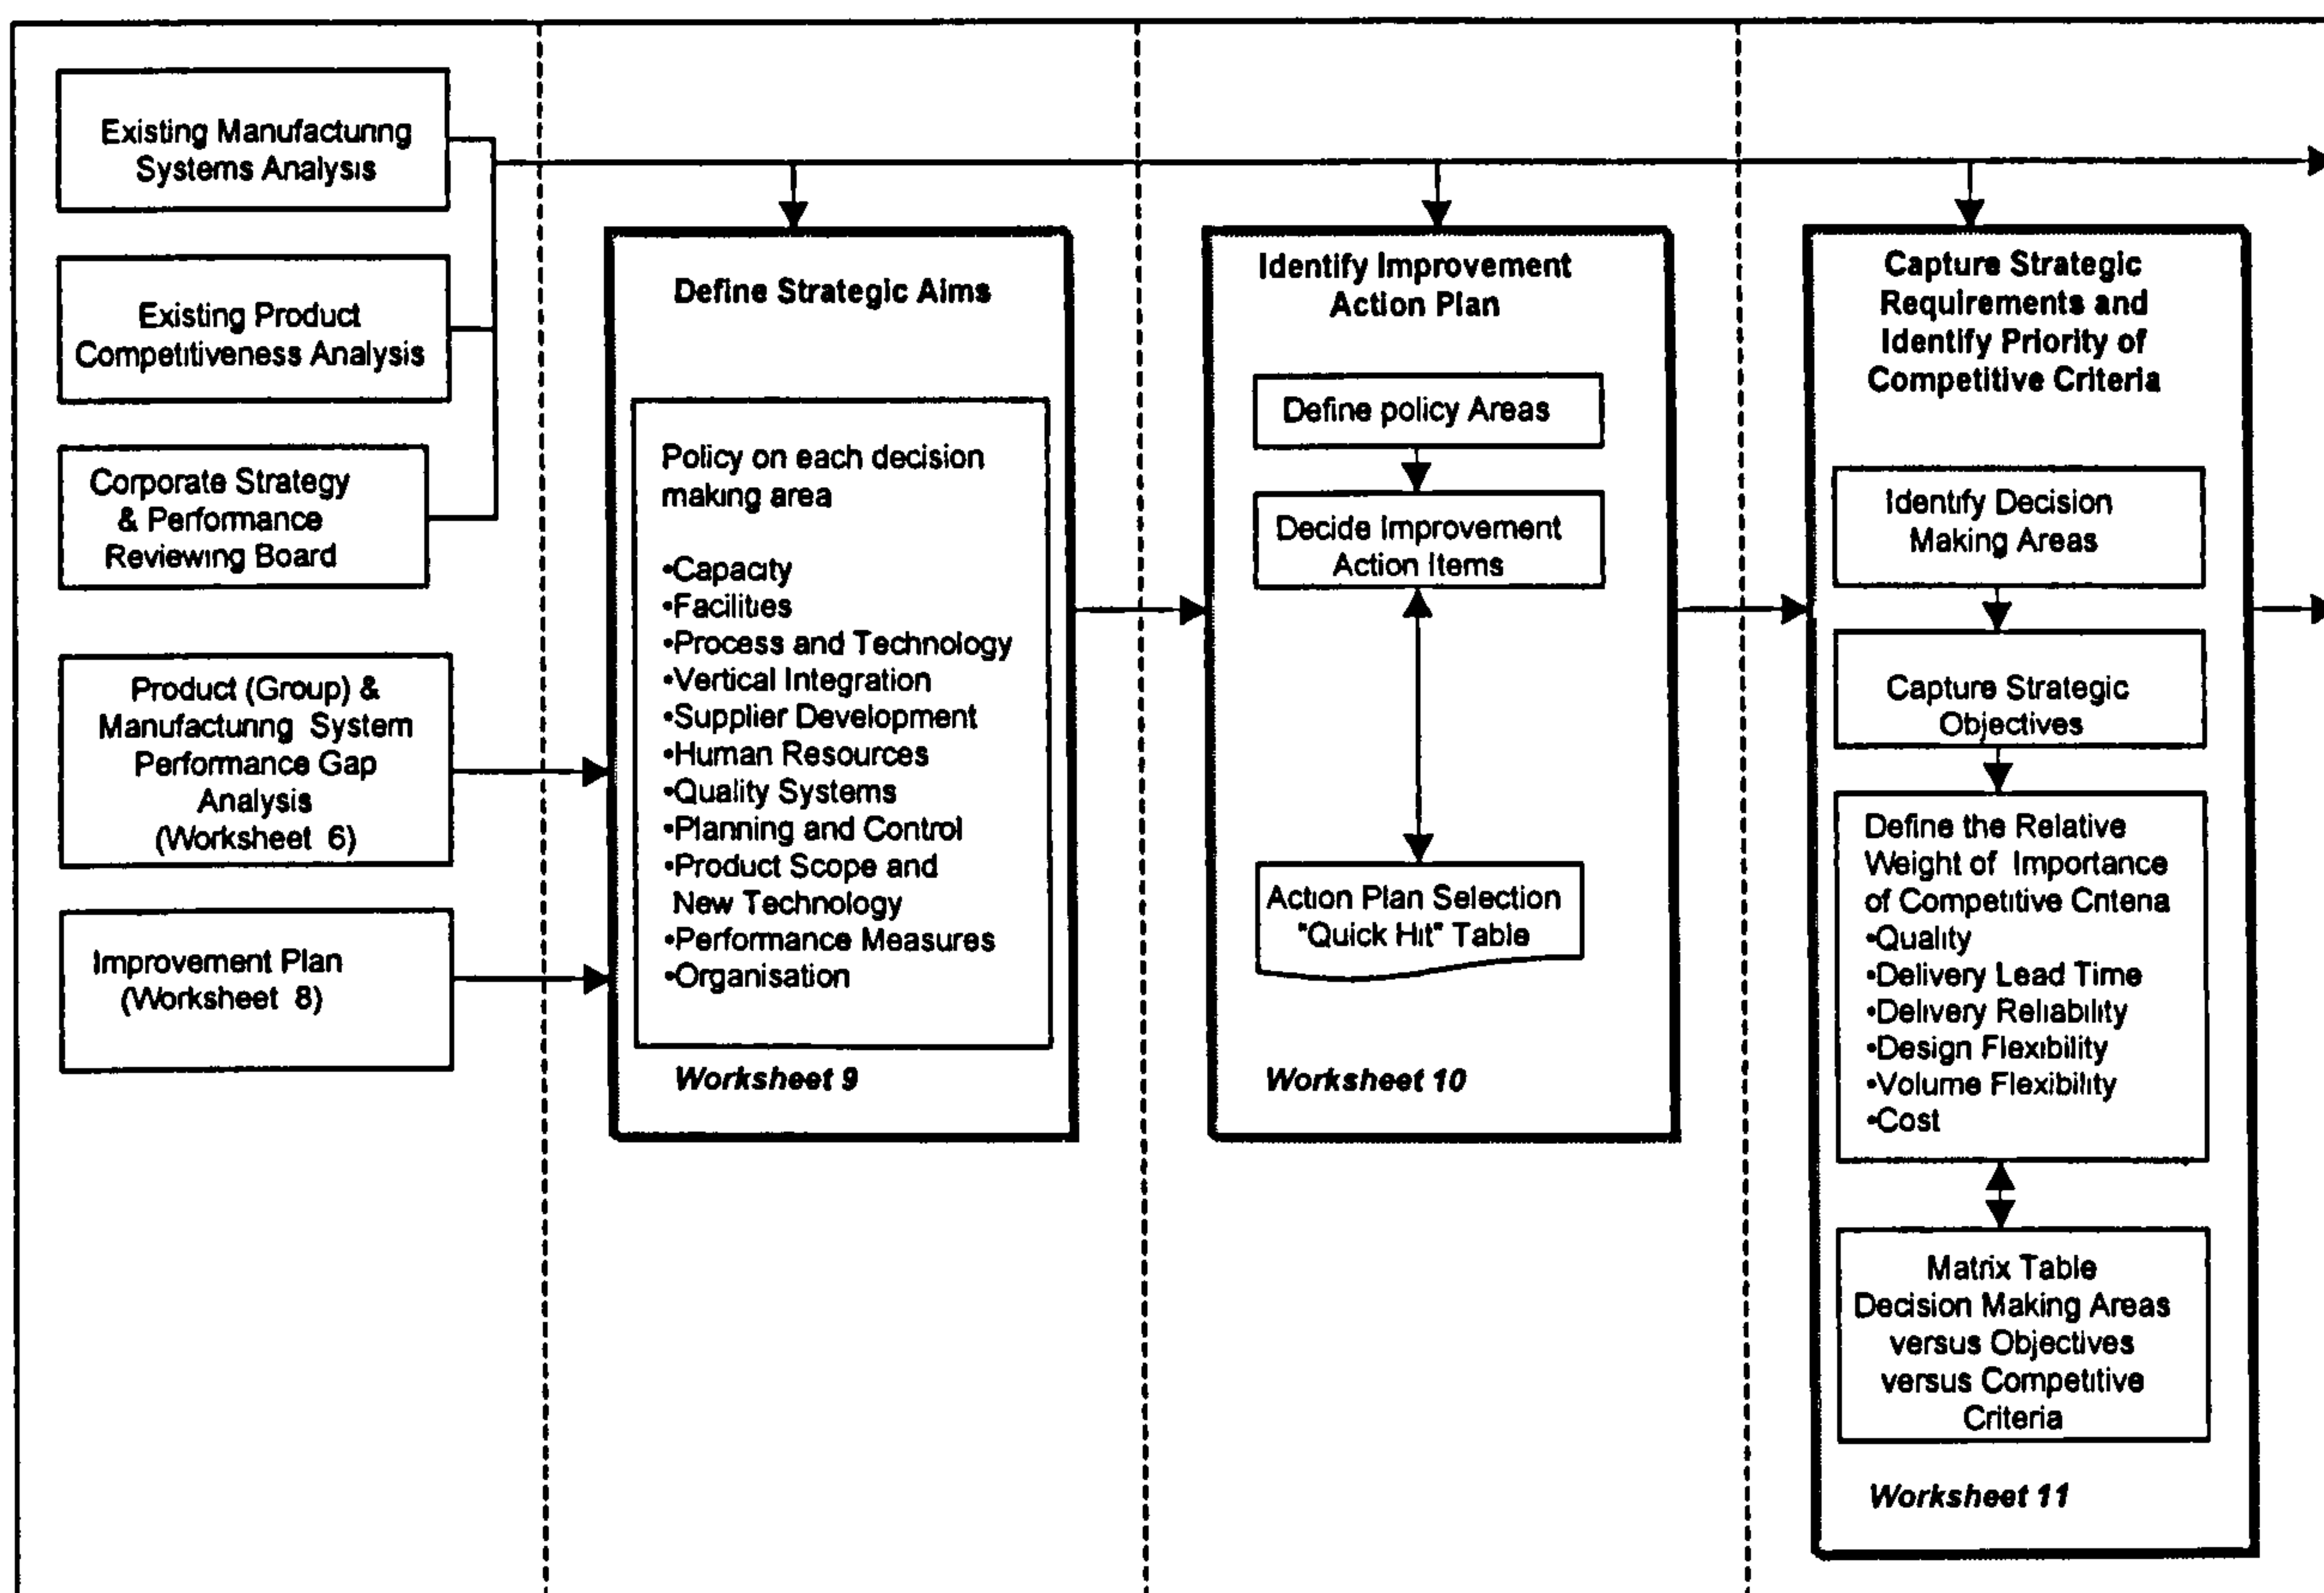 Existing Manufacturing
Systems Analysis
Existing Product
Competitiveness Analysis
Corporate Strategy
& Performance
Reviewing Board
Product (Group) &
Manufacturing System
Performance Gap
Analysis
(Worksheet 6)
Improvement Plan
(Worksheet 8)
Define Strategic Aims
Policy on each decision
making area
•Capacity
•Facilities
•Process and Technology
•Vertical Integration
•Supplier Development
•Human Resources
•Quality Systems
•Planning and Control
•Product Scope and
New Technology
•Performance Measures
•Organisation
Worksheet 9
Identify Improvement
Action Plan
Define policy Areas
Decide Improvement
Action Items
Action Plan Selection
"Quick Hit" Table
Worksheet 10
Capture Strategic
Requirements and
Identify Priority of
Competitive Criteria
Identify Decision
Making Areas
Capture Strategic
Objectives
Define the Relative
Weight of Importance
of Competitive Criteria
•Quality
•Delivery Lead Time
•Delivery Reliability
•Design Flexibility
•Volume Flexibility
•Cost
Matrix Table
Decision Making Areas
versus Objectives
versus Competitive
Criteria
Worksheet 11